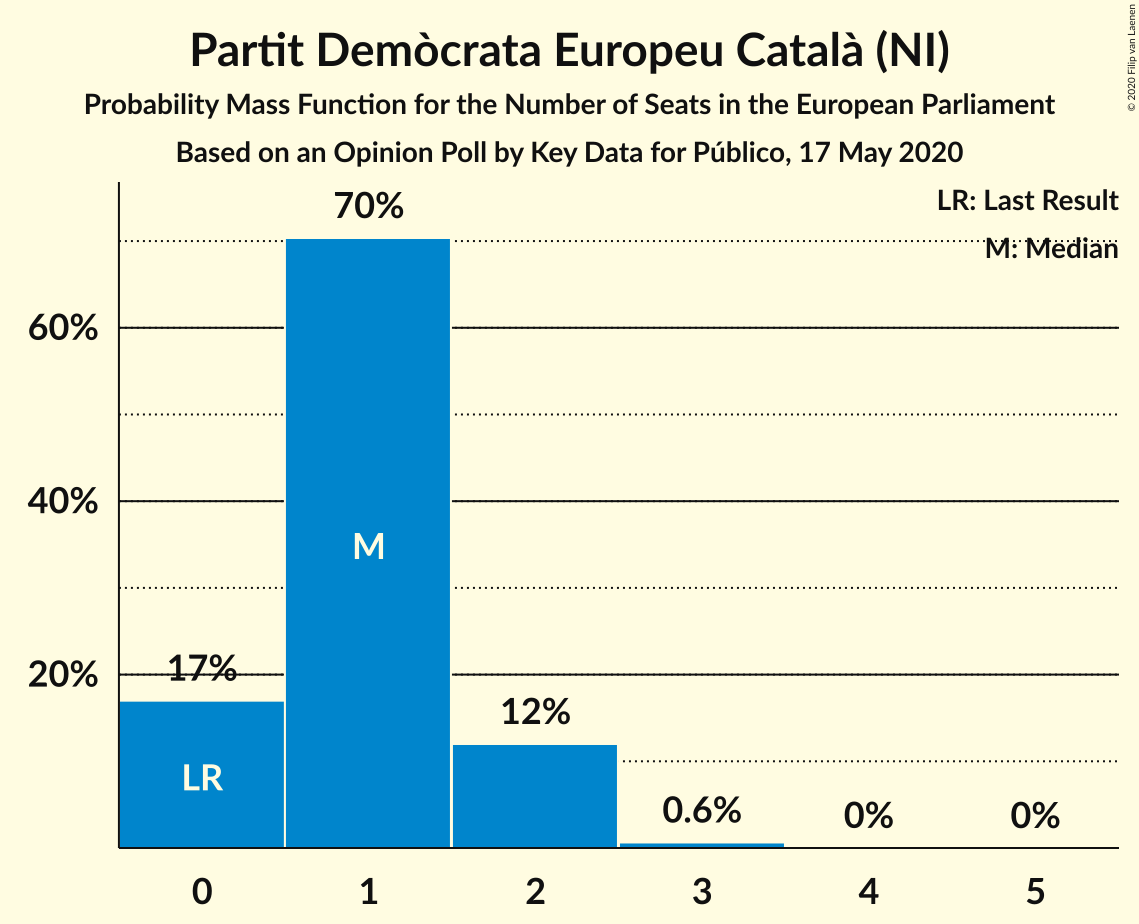 Partit Demòcrata Europeu Català (NI)
Probability Mass Function for the Number of Seats in the European Parliament
Based on an Opinion Poll by Key Data for Público, 17 May 2020
© 2020 Filip van Laenen
LR: Last Result
M: Median
70%
60%
40%
M
20%
17%
12%
LR
0.6%
0%
0%
0
1
2
3
4
5